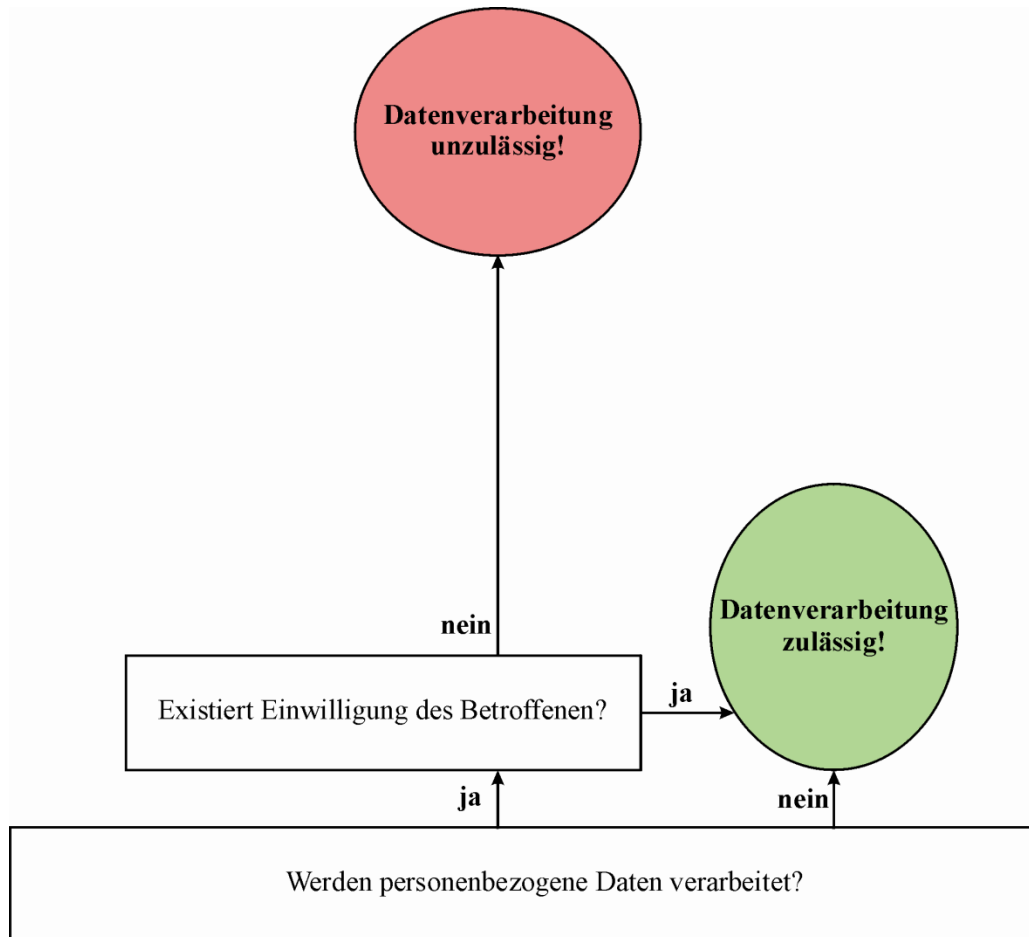 Datenverarbeitung
unzulässig!
Datenverarbeitung
zulässig!
nein
Existiert Einwilligung des Betroffenen?
ja
ja
nein
Werden personenbezogene Daten verarbeitet?